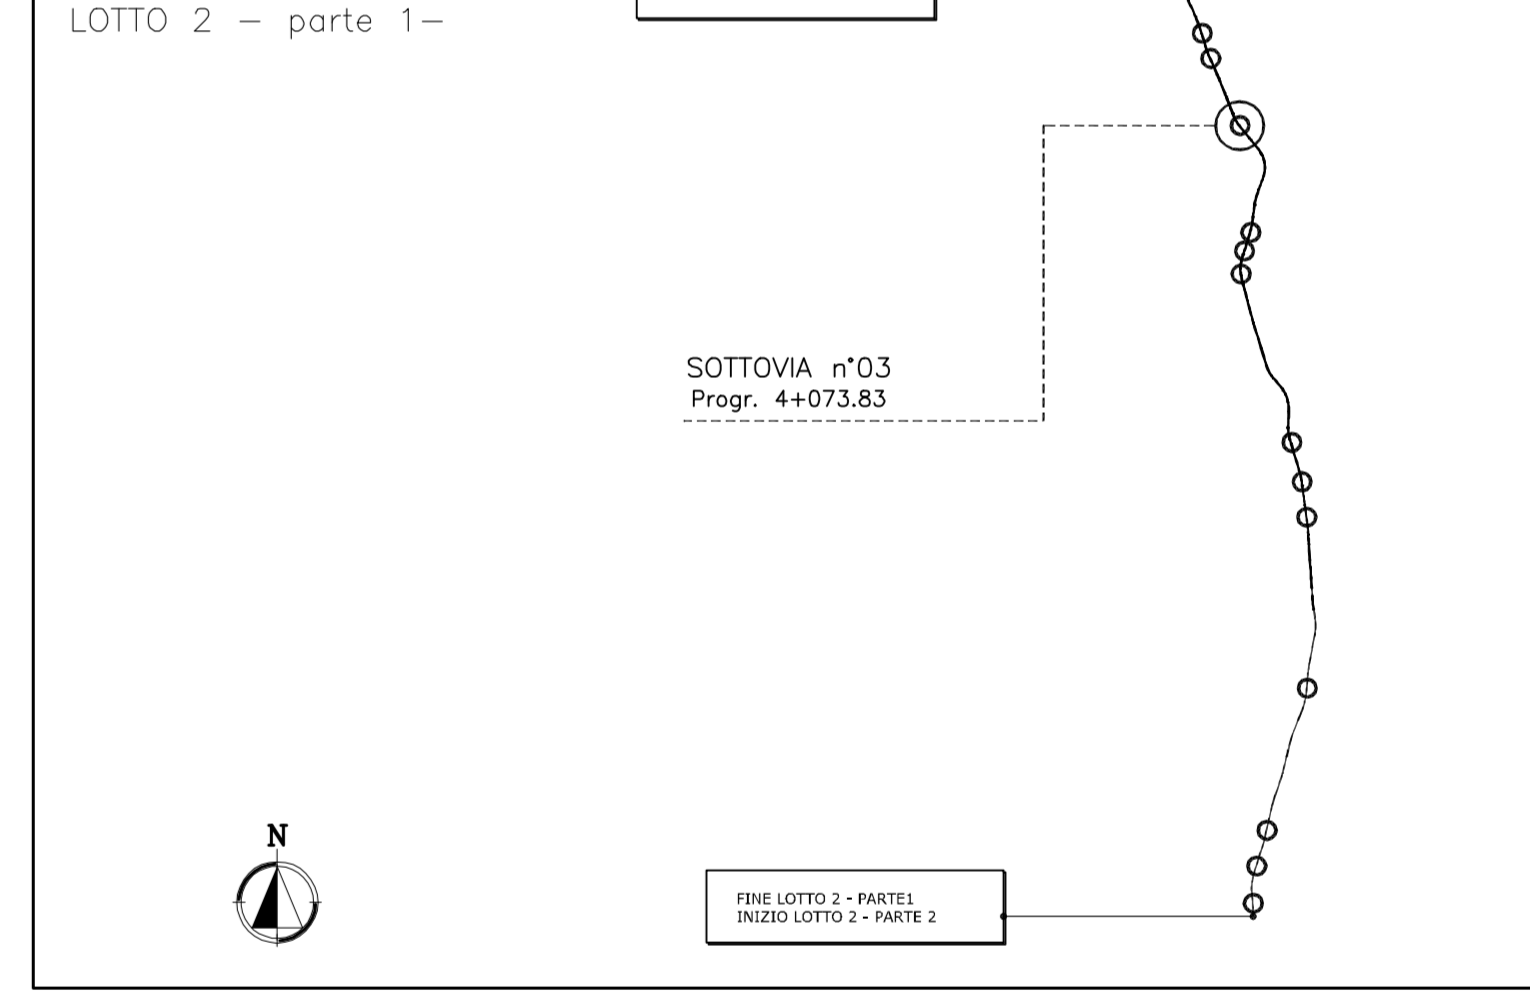 LOTTO 2 – parte 1–
SOTTOVIA n°03
Progr. 4+073.83
N
FINE LOTTO 2 - PARTE1
INIZIO LOTTO 2 - PARTE 2